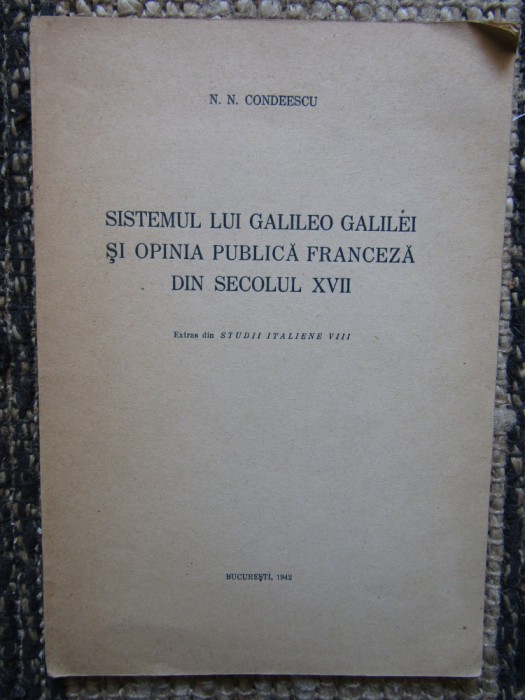 N. N. CONDEESCU
SISTEMUL LUI GALILEO GALILEI
ŞI OPINIA PUBLICĂ FRANCEZĂ
DIN SECOLUL XVII
Extras din STUDII ITALIENE VIII
BUCUREŞTI, 1942